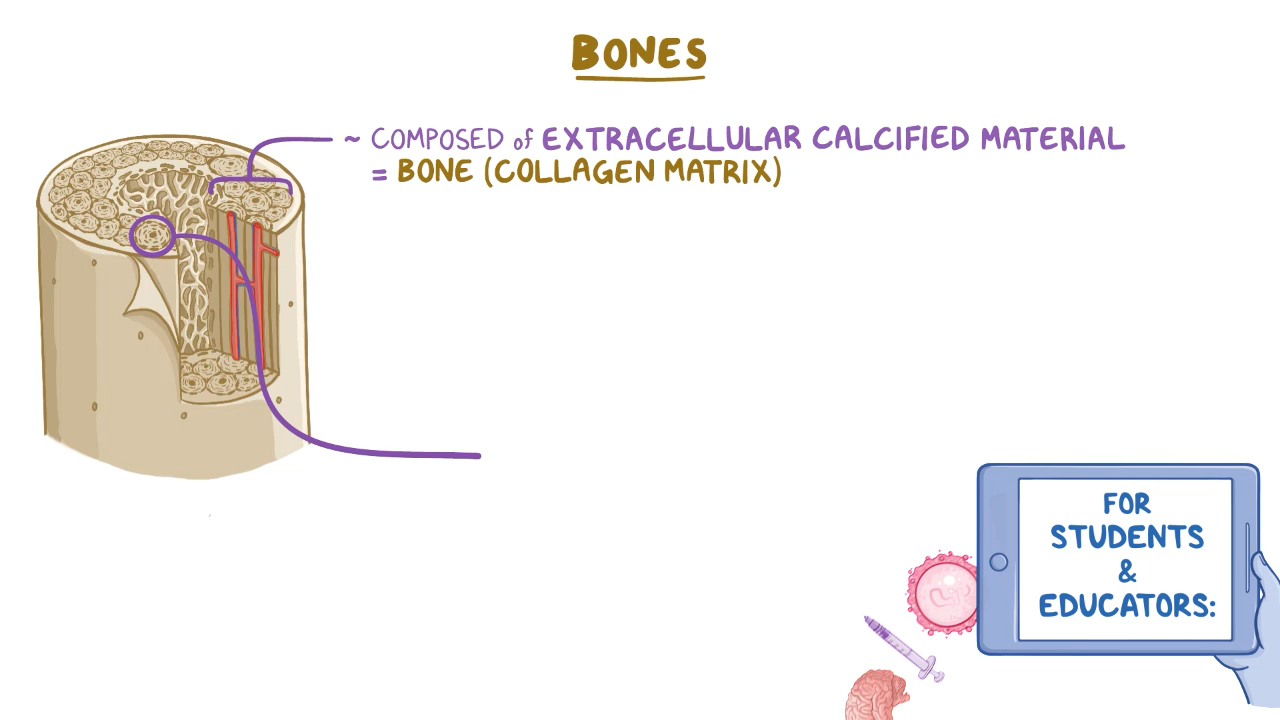 BONES
~ COMPOSED of EXTRACELLULAR CALCIFIED MATERIAL
= BONE (COLLAGEN MATRIX)
FOR
STUDENTS
&
EDUCATORS: